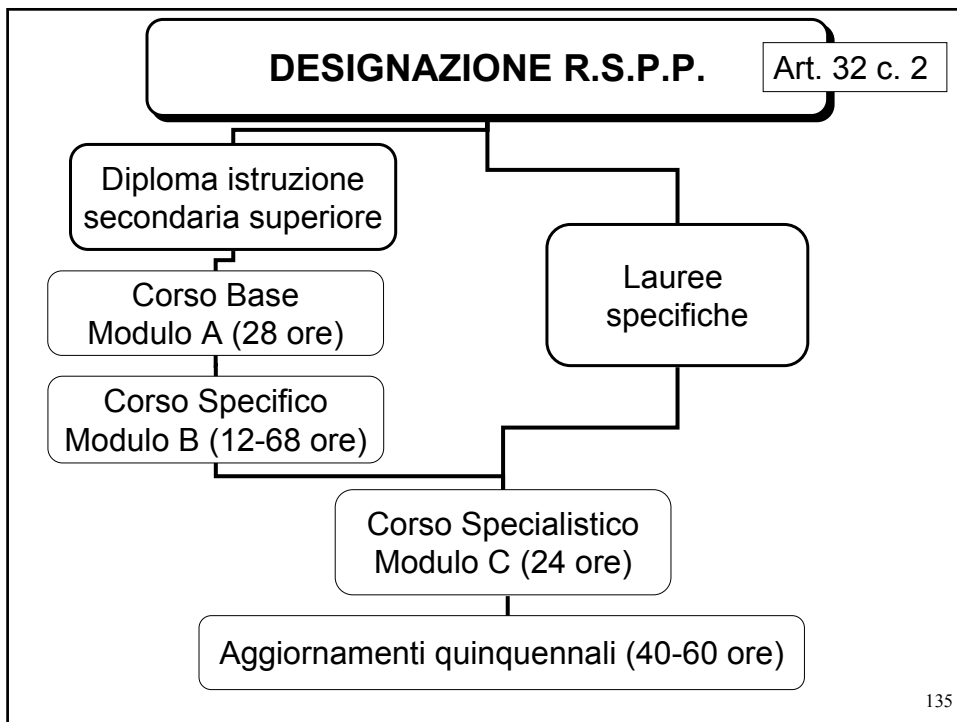 DESIGNAZIONE R.S.P.P.
Art. 32 c. 2
Diploma istruzione
secondaria superiore
Lauree
specifiche
Corso Base
Modulo A (28 ore)
Corso Specifico
Modulo B (12-68 ore)
Corso Specialistico
Modulo C (24 ore)
Aggiornamenti quinquennali (40-60 ore)
135